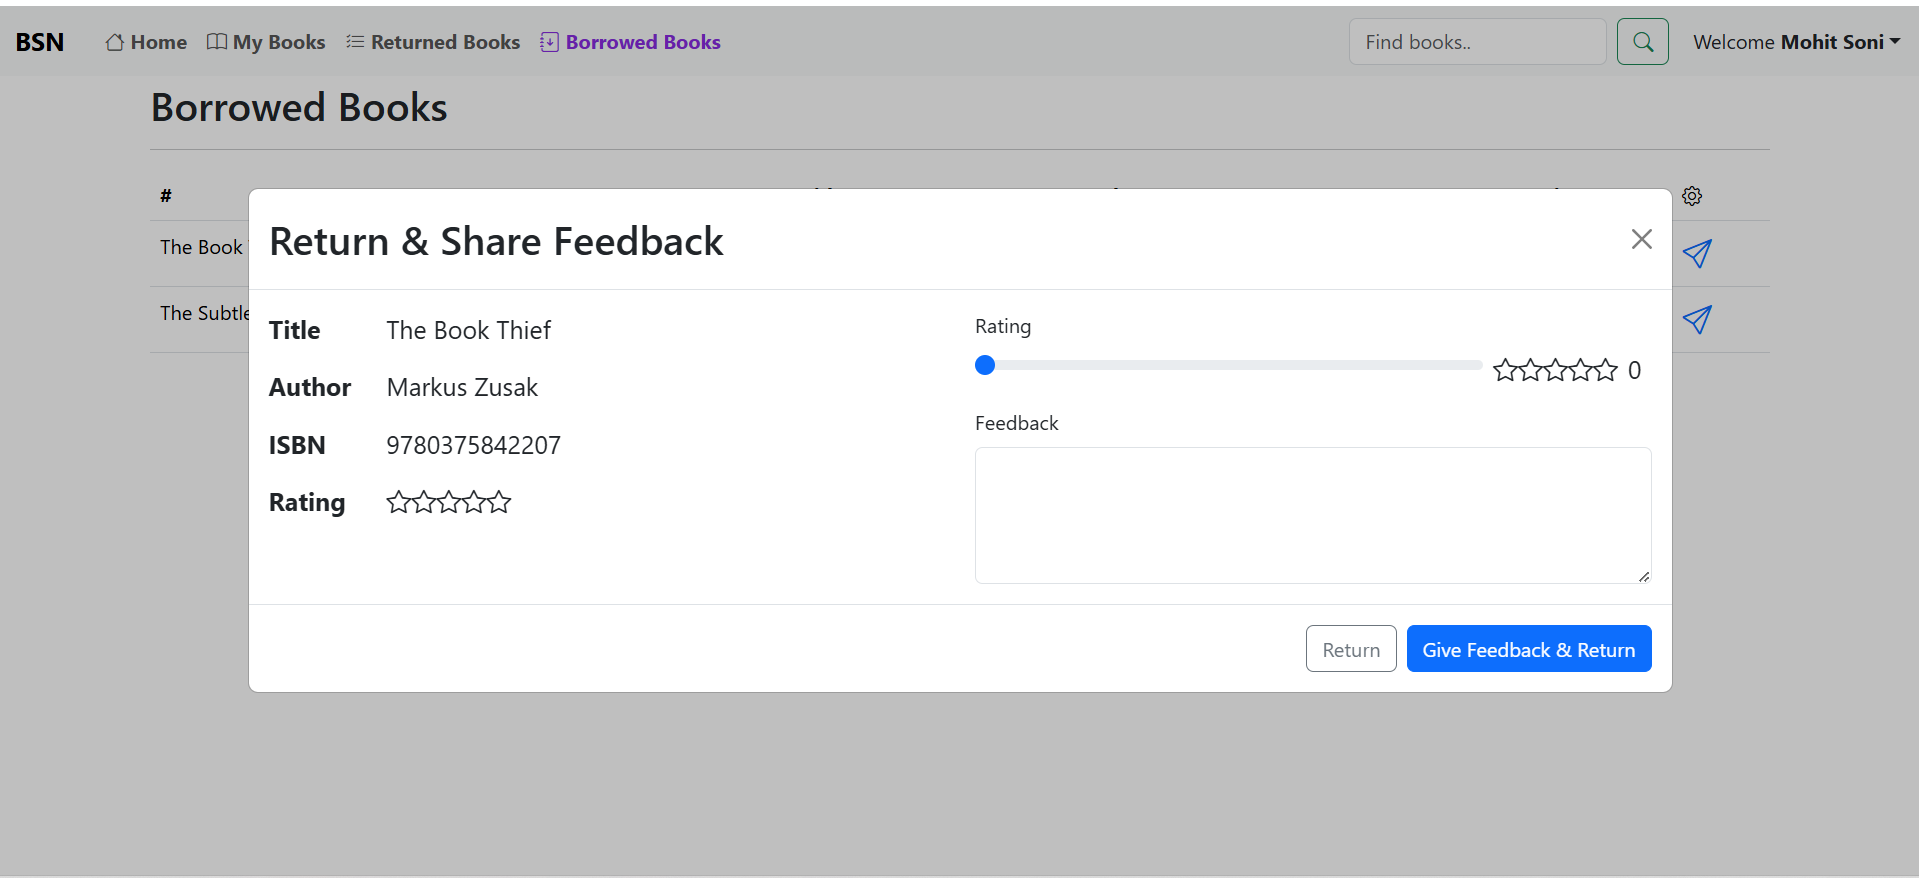 BSN Home My Books Returned Books Borrowed Books Find books.. Welcome Mohit Soni
Borrowed Books
#
The Book
The Subtle
Return & Share Feedback
Title The Book Thief
Author Markus Zusak
ISBN 9780375842207
Rating
Rating
0
Feedback
Return Give Feedback & Return